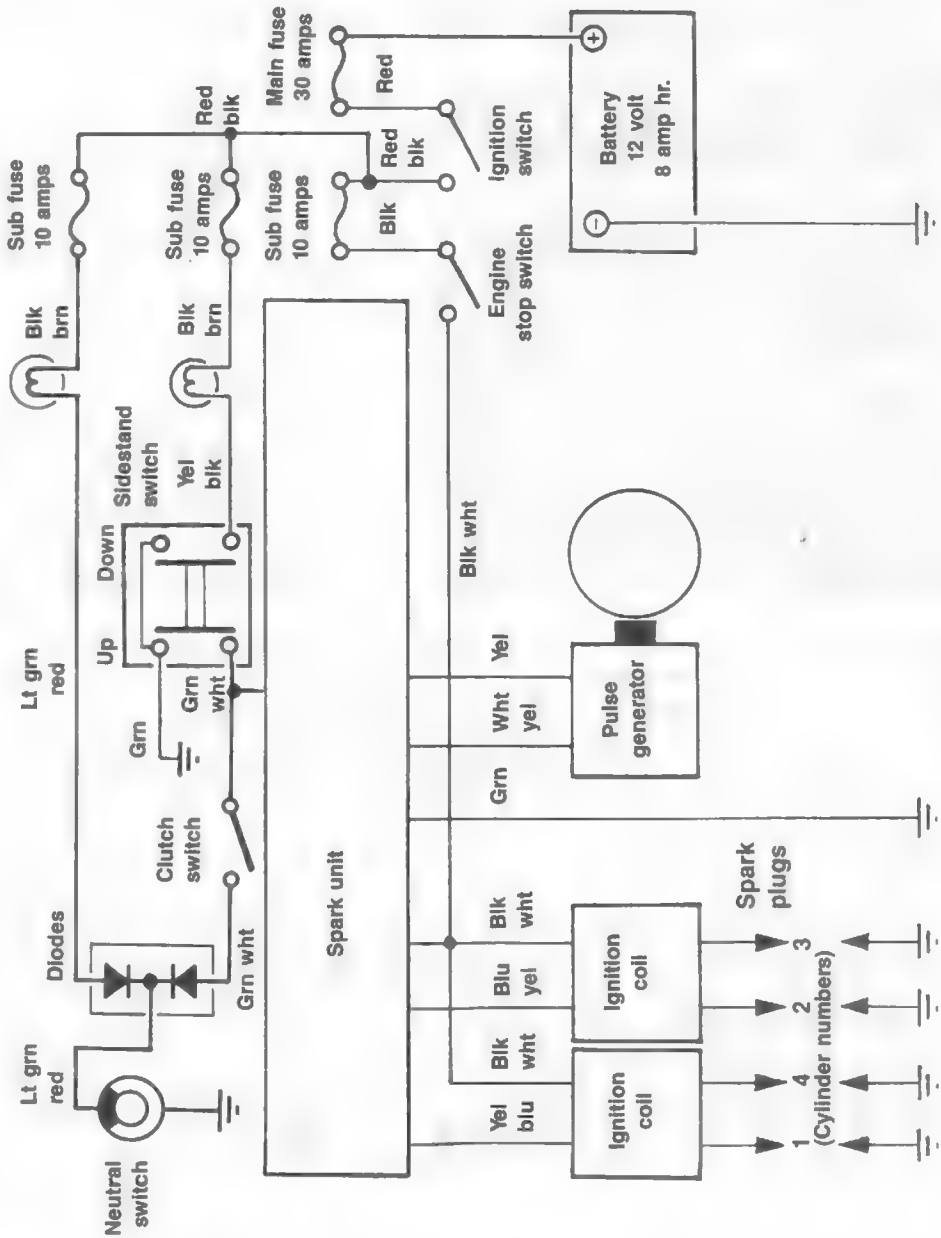 Lt grn
red
Blk
brn
Sub fuse
10 amps
Lt grn
red
Diodes
Neutral
switch
Grn
Up
Down
Sidestand
switch
Clutch
switch
Grn
wht
Yel
blk
Blk
brn
Sub fuse
10 amps
Red
blk
Grn wht
Spark unit
Sub fuse
10 amps
Main fuse
30 amps
Blk
Red
blk
Red
Engine
stop switch
Ignition
switch
Blk wht
Yel
blu
Blk
wht
Blu
yel
Blk
wht
Grn
Wht
yel
Yel
Ignition
coil
Ignition
coil
Pulse
generator
Battery
12 volt
8 amp hr.
+
−
Spark
plugs
1 4 2 3
(Cylinder numbers)